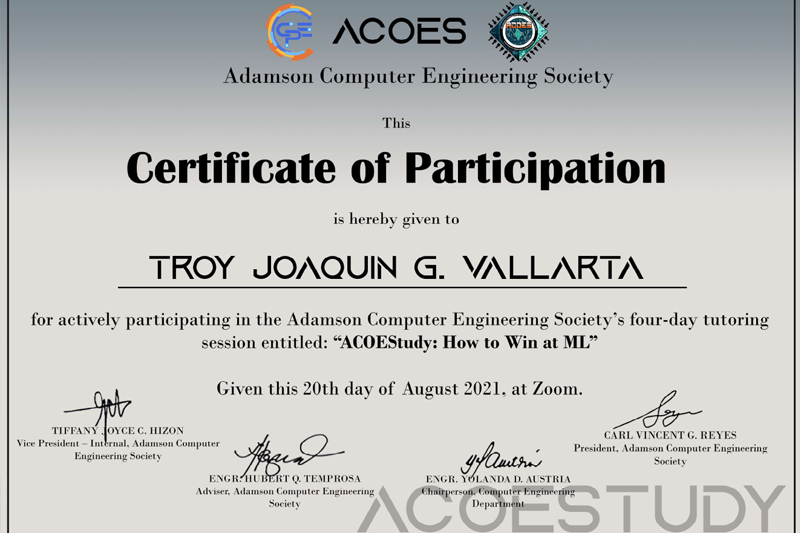 CPE ACOES ACOES
Adamson Computer Engineering Society
This
Certificate of Participation
is hereby given to
TROY JOAQUIN G. VALLARTA
for actively participating in the Adamson Computer Engineering Society's four-day tutoring
session entitled: “ACOEStudy: How to Win at ML”
Given this 20th day of August 2021, at Zoom.
TIFFANY JOYCE C. HIZON
Vice President – Internal, Adamson Computer
Engineering Society
ENGR. HUBERT Q. TEMPROSA
Adviser, Adamson Computer Engineering
Society
ENGR. YOLANDA D. AUSTRIA
Chairperson, Computer Engineering
Department
CARL VINCENT G. REYES
President, Adamson Computer Engineering
Society
ACOESTUDY